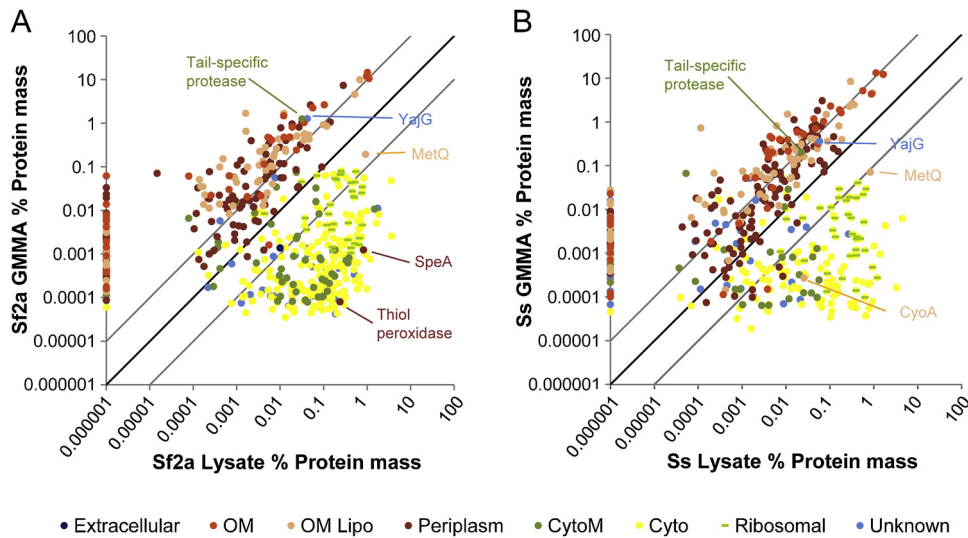 A
Sf2a GMMA % Protein mass
100
10
1
0.1
0.01
0.001
0.0001
0.00001
0.000001
Tail-specific
protease
YajG
MetQ
SpeA
Thiol
peroxidase
0.000001
0.00001
0.0001
0.001
0.01
0.1
1
10
100
Sf2a Lysate % Protein mass
B
Ss GMMA % Protein mass
100
10
1
0.1
0.01
0.001
0.0001
0.00001
0.000001
Tail-specific
protease
YajG
MetQ
CyoA
0.000001
0.00001
0.0001
0.001
0.01
0.1
1
10
100
Ss Lysate % Protein mass
Extracellular
OM
OM Lipo
Periplasm
CytoM
Cyto
Ribosomal
Unknown